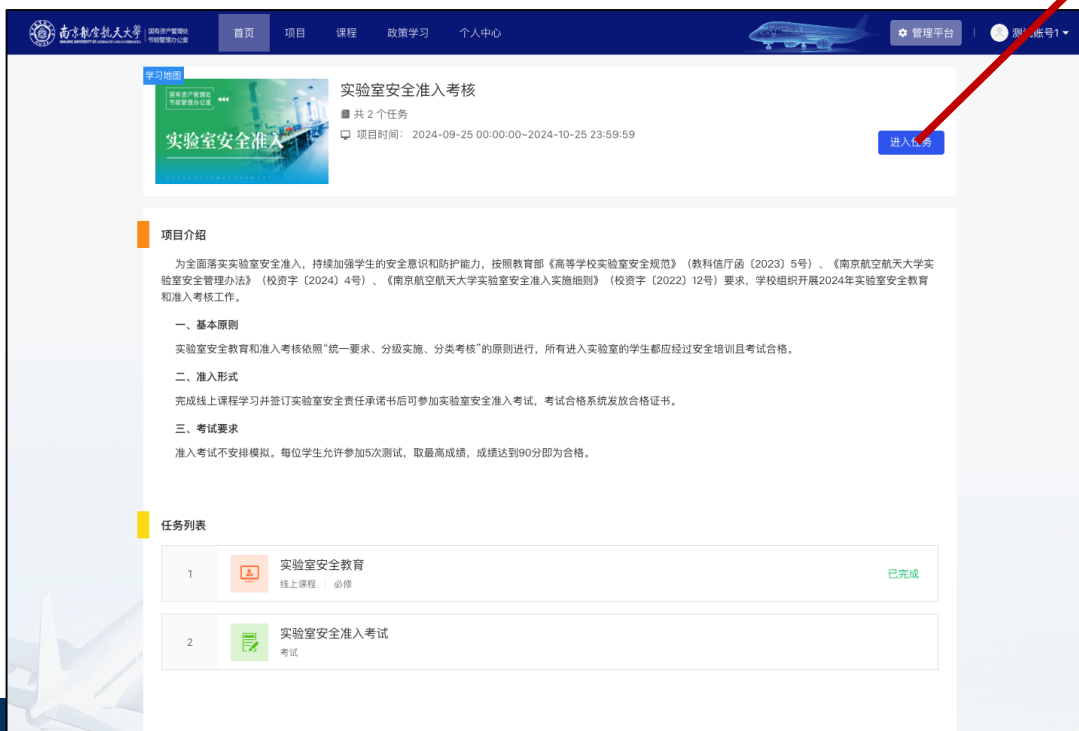 南京航空航天大学
国有资产管理处
节能管理办公室
首页 项目 课程 政策学习 个人中心
管理平台
测试账号1
学习地图
国有资产管理处
节能管理办公室
实验室安全准入
实验室安全准入考核
共 2 个任务
项目时间： 2024-09-25 00:00:00~2024-10-25 23:59:59
进入任务
项目介绍
为全面落实实验室安全准入，持续加强学生的安全意识和防护能力，按照教育部《高等学校实验室安全规范》（教科信厅函〔2023〕5号）、《南京航空航天大学实
验室安全管理办法》（校资字〔2024〕4号）、《南京航空航天大学实验室安全准入实施细则》（校资字〔2022〕12号）要求，学校组织开展2024年实验室安全教育
和准入考核工作。
一、基本原则
实验室安全教育和准入考核依照“统一要求、分级实施、分类考核”的原则进行，所有进入实验室的学生都应经过安全培训且考试合格。
二、准入形式
完成线上课程学习并签订实验室安全责任承诺书后可参加实验室安全准入考试，考试合格系统发放合格证书。
三、考试要求
准入考试不安排模拟。每位学生允许参加5次测试，取最高成绩，成绩达到90分即为合格。
任务列表
1
实验室安全教育
线上课程 | 必修
已完成
2
实验室安全准入考试
考试